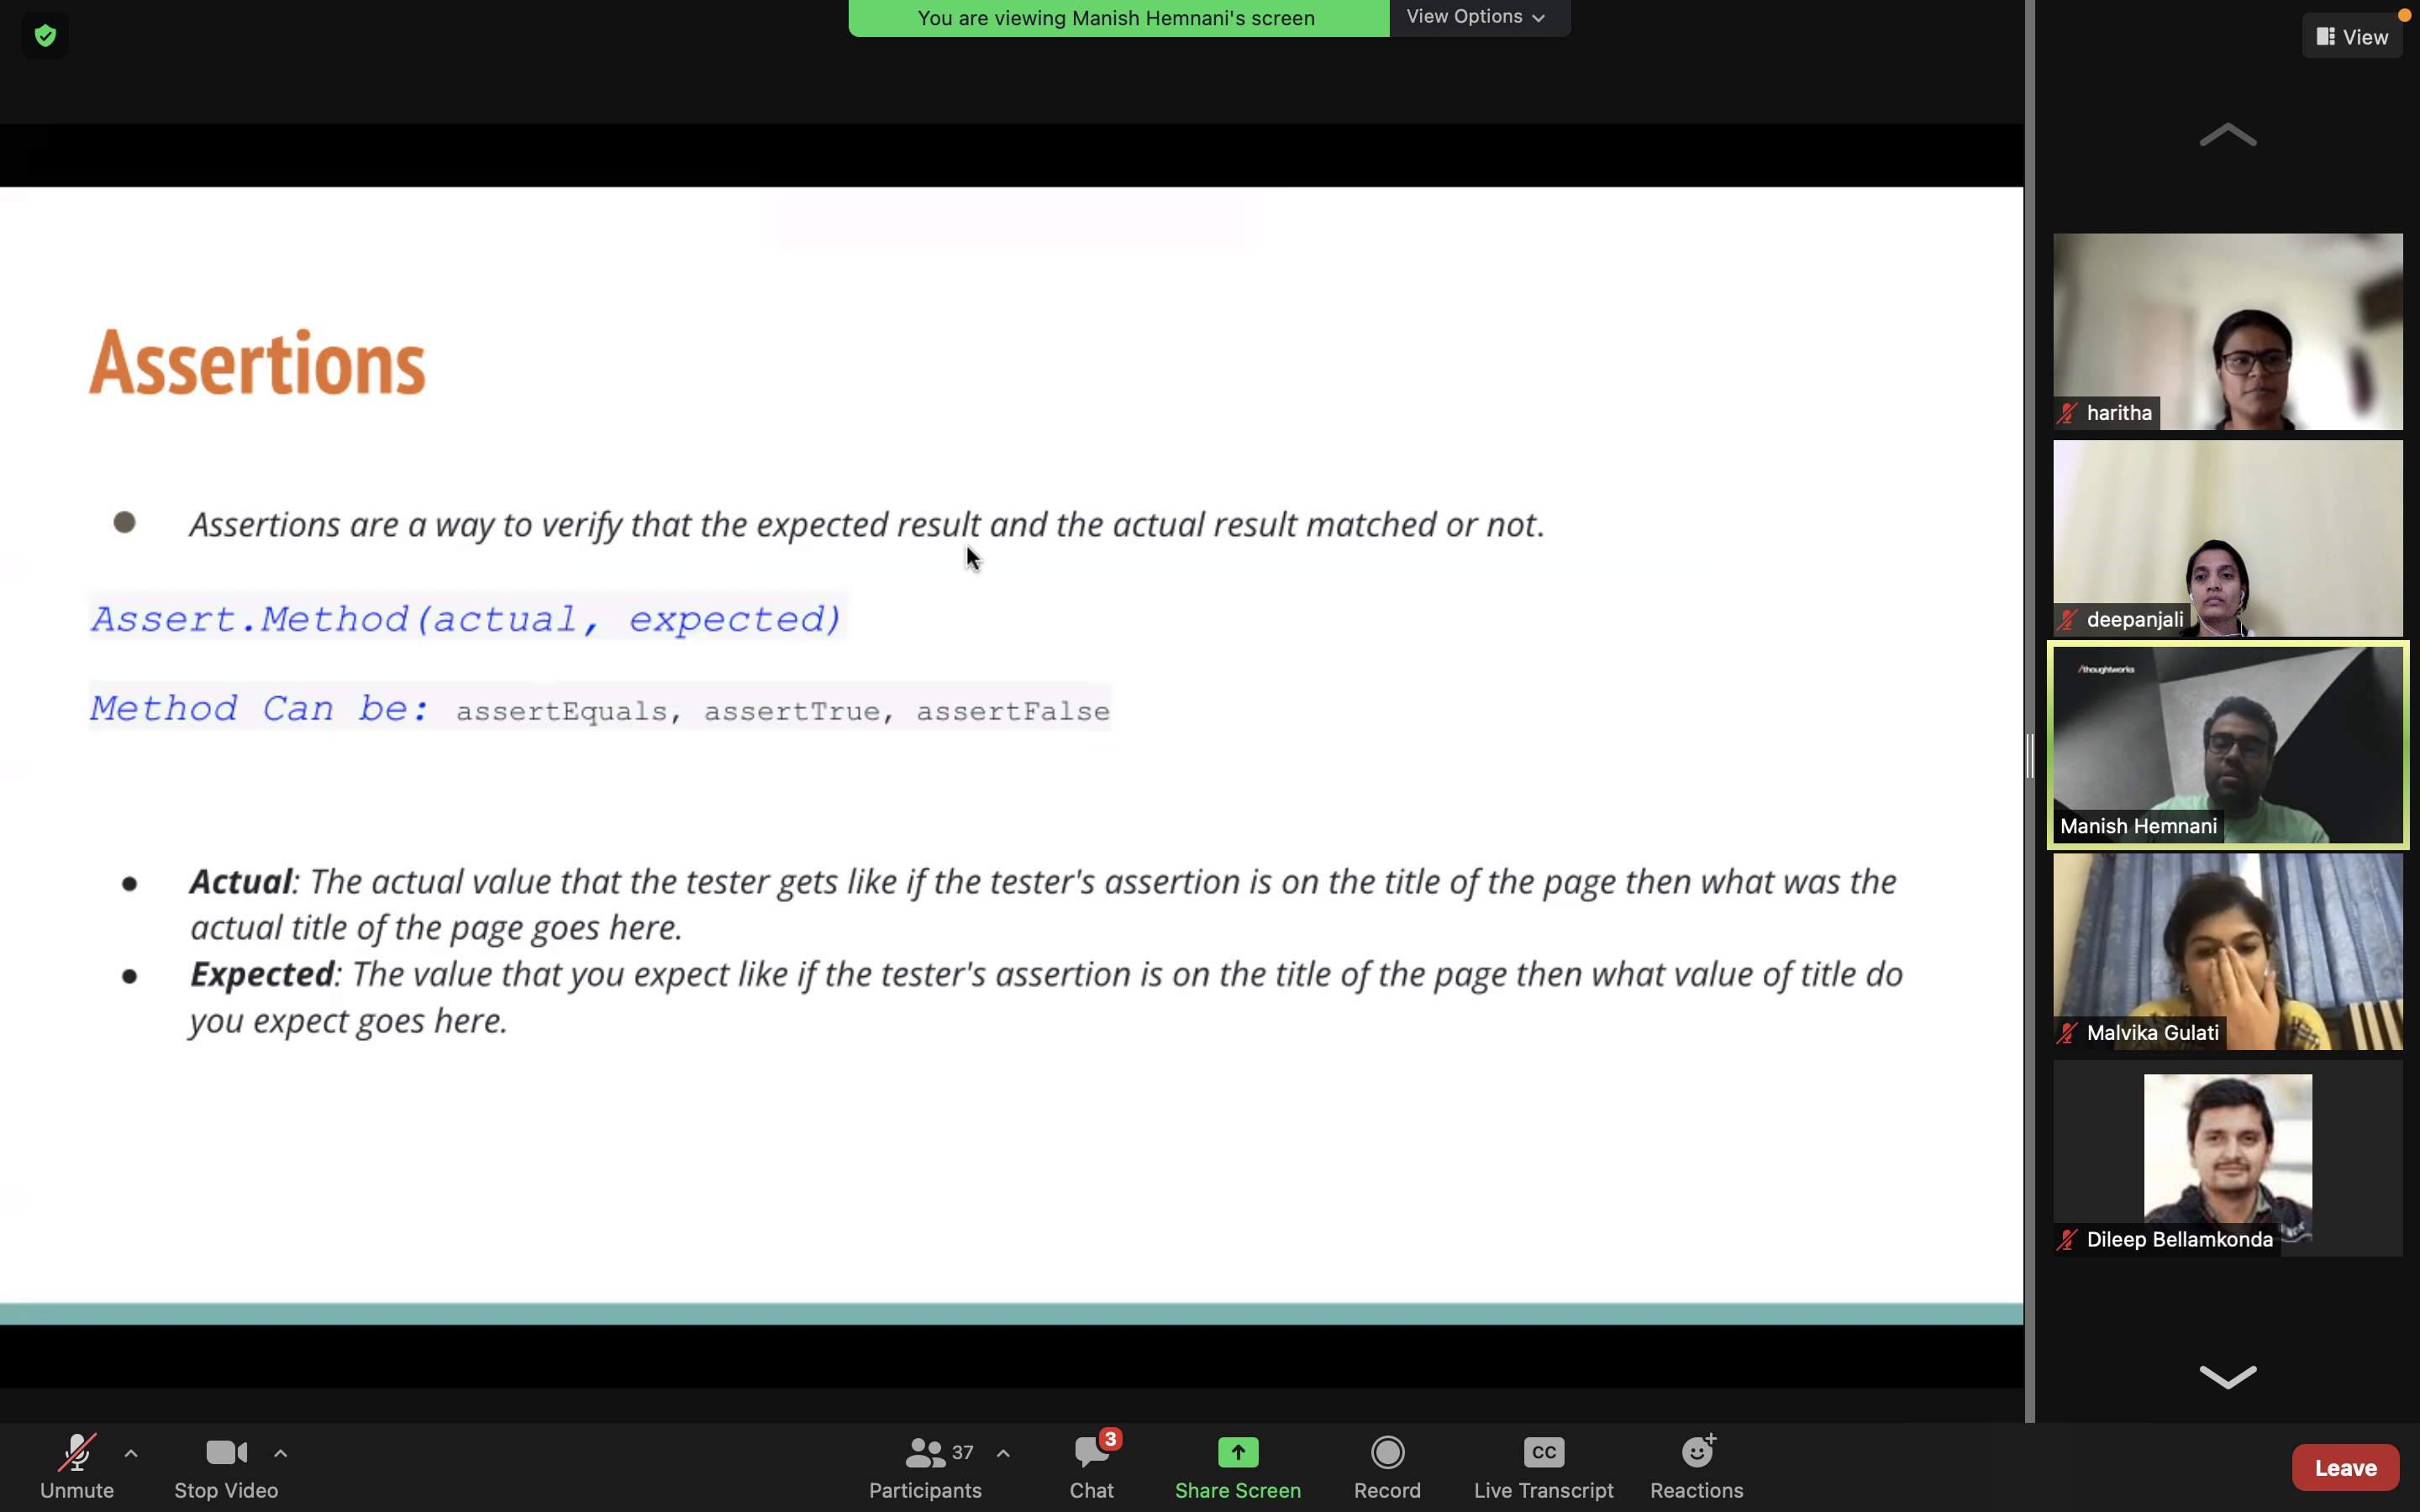 You are viewing Manish Hemnani's screen
View Options
View
Assertions
Assertions are a way to verify that the expected result and the actual result matched or not.
Assert.Method(actual, expected)
Method Can be: assertEquals, assertTrue, assertFalse
Actual: The actual value that the tester gets like if the tester's assertion is on the title of the page then what was the
actual title of the page goes here.
Expected: The value that you expect like if the tester's assertion is on the title of the page then what value of title do
you expect goes here.
haritha
deepanjali
/thoughtworks
Manish Hemnani
Malvika Gulati
Dileep Bellamkonda
Unmute
Stop Video
37
Participants
3
Chat
Share Screen
Record
CC
Live Transcript
Reactions
Leave